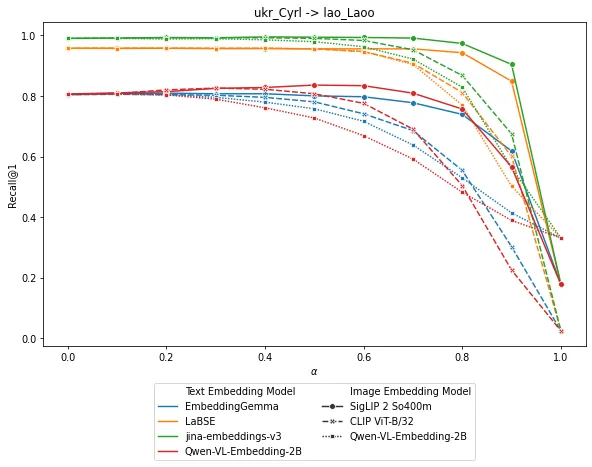 ukr_Cyrl -> lao_Laoo
1.0
0.8
0.6
0.4
0.2
0.0
Recall@1
0.0 0.2 0.4 0.6 0.8 1.0
α
Text Embedding Model
EmbeddingGemma
LaBSE
jina-embeddings-v3
Qwen-VL-Embedding-2B
Image Embedding Model
SigLIP 2 So400m
CLIP ViT-B/32
Qwen-VL-Embedding-2B